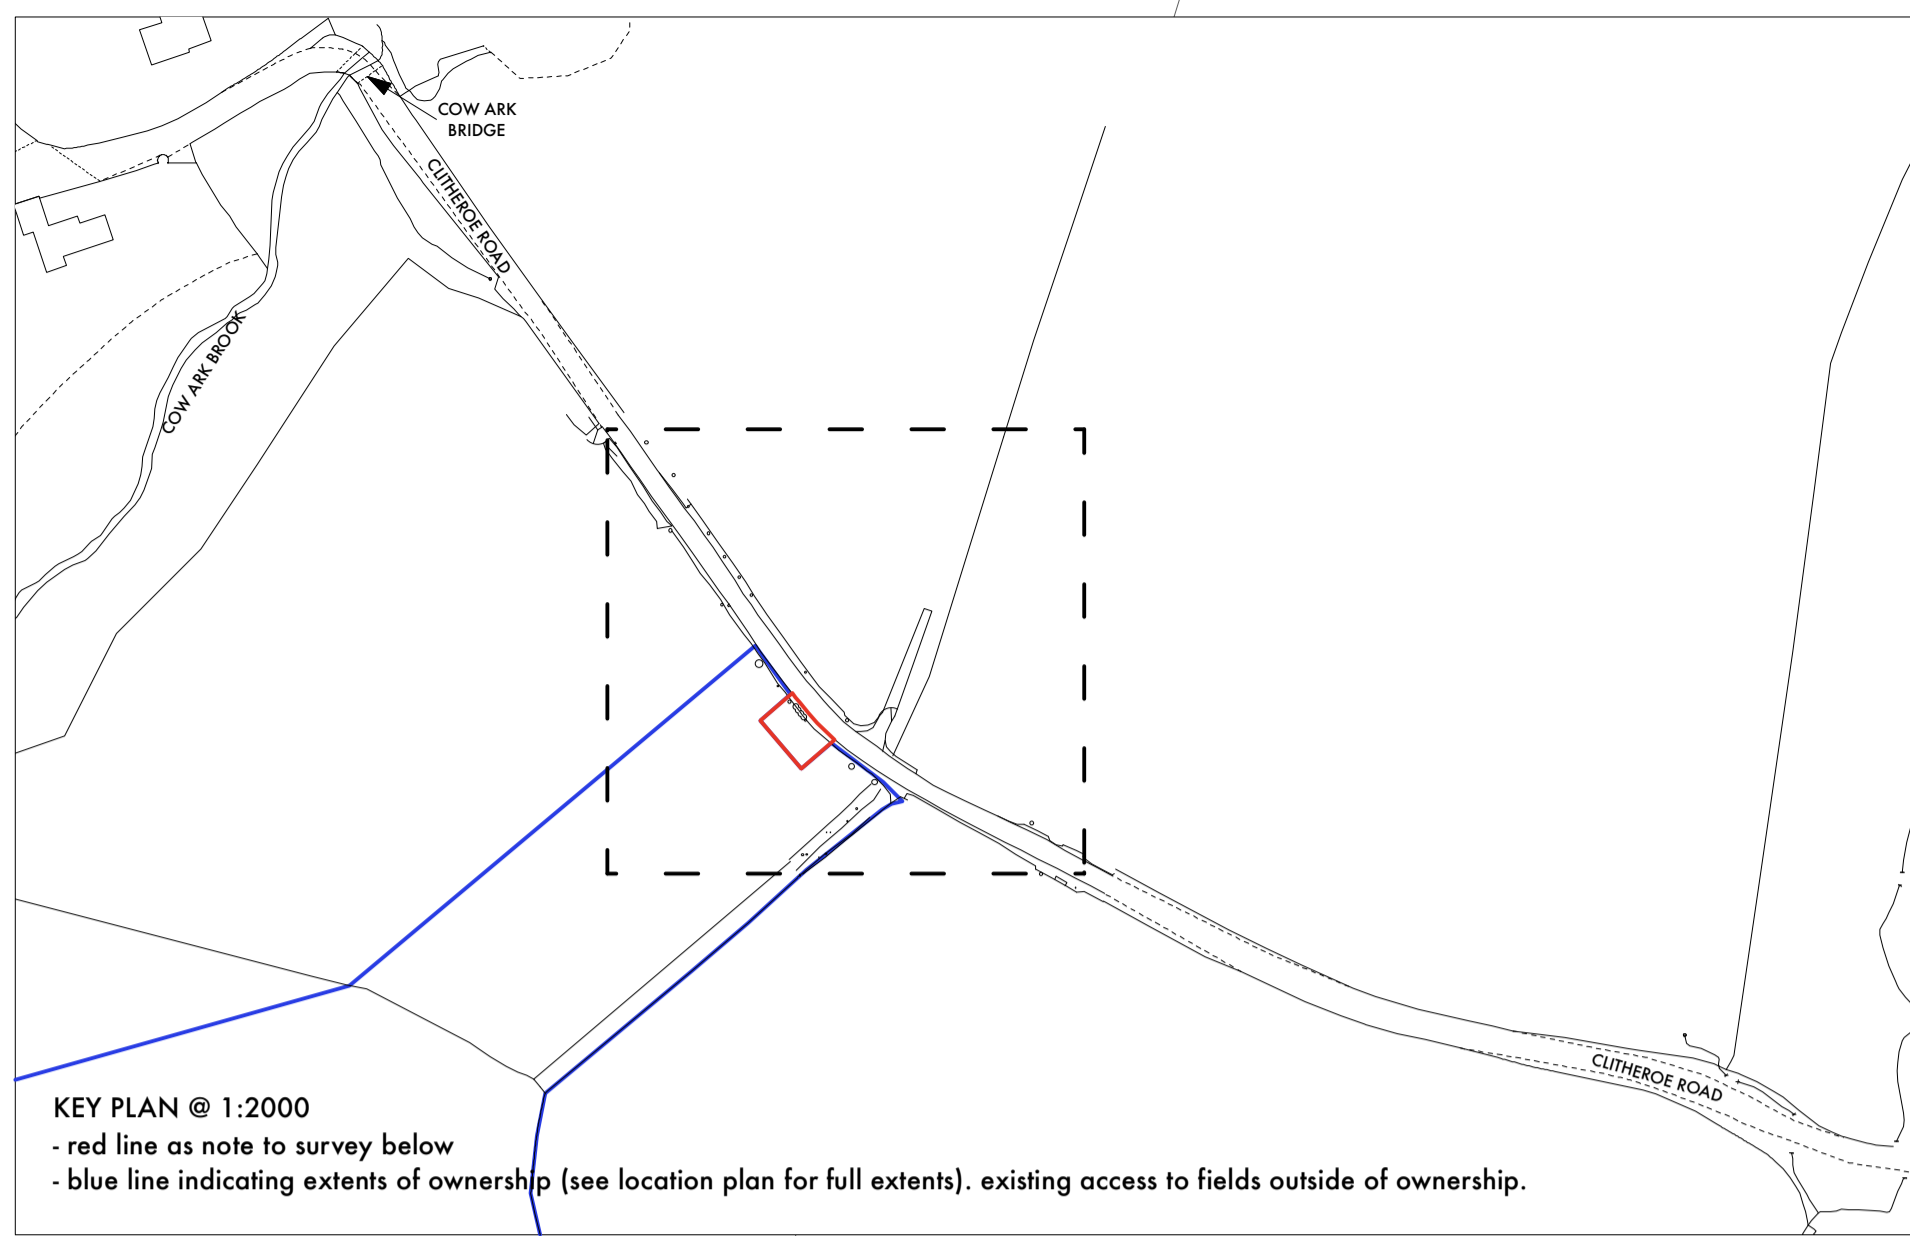 COW ARK
BRIDGE
CLITHEROE ROAD
COW ARK BROOK
CLITHEROE ROAD
KEY PLAN @ 1:2000
- red line as note to survey below
- blue line indicating extents of ownership (see location plan for full extents). existing access to fields outside of ownership.